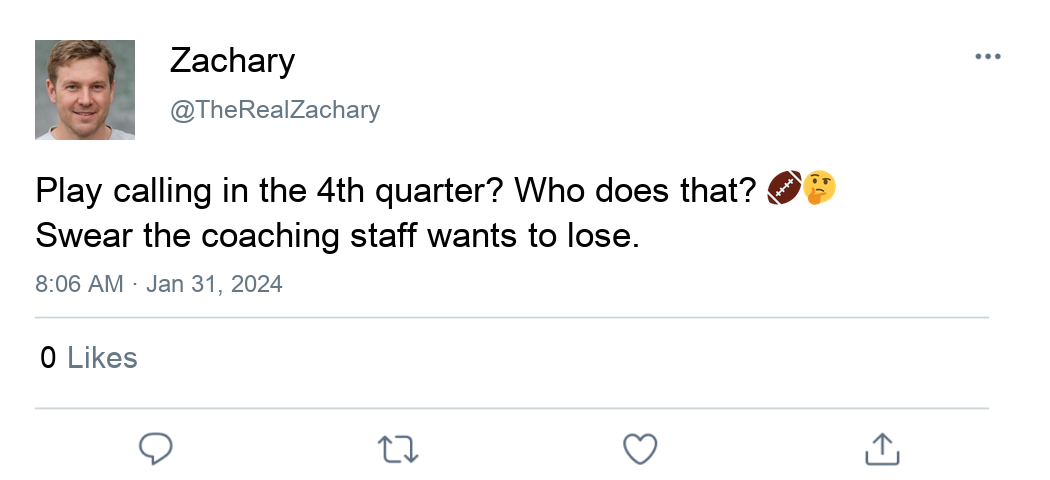 Zachary
@TheRealZachary
Play calling in the 4th quarter? Who does that? 🏈🤔
Swear the coaching staff wants to lose.
8:06 AM · Jan 31, 2024
0 Likes